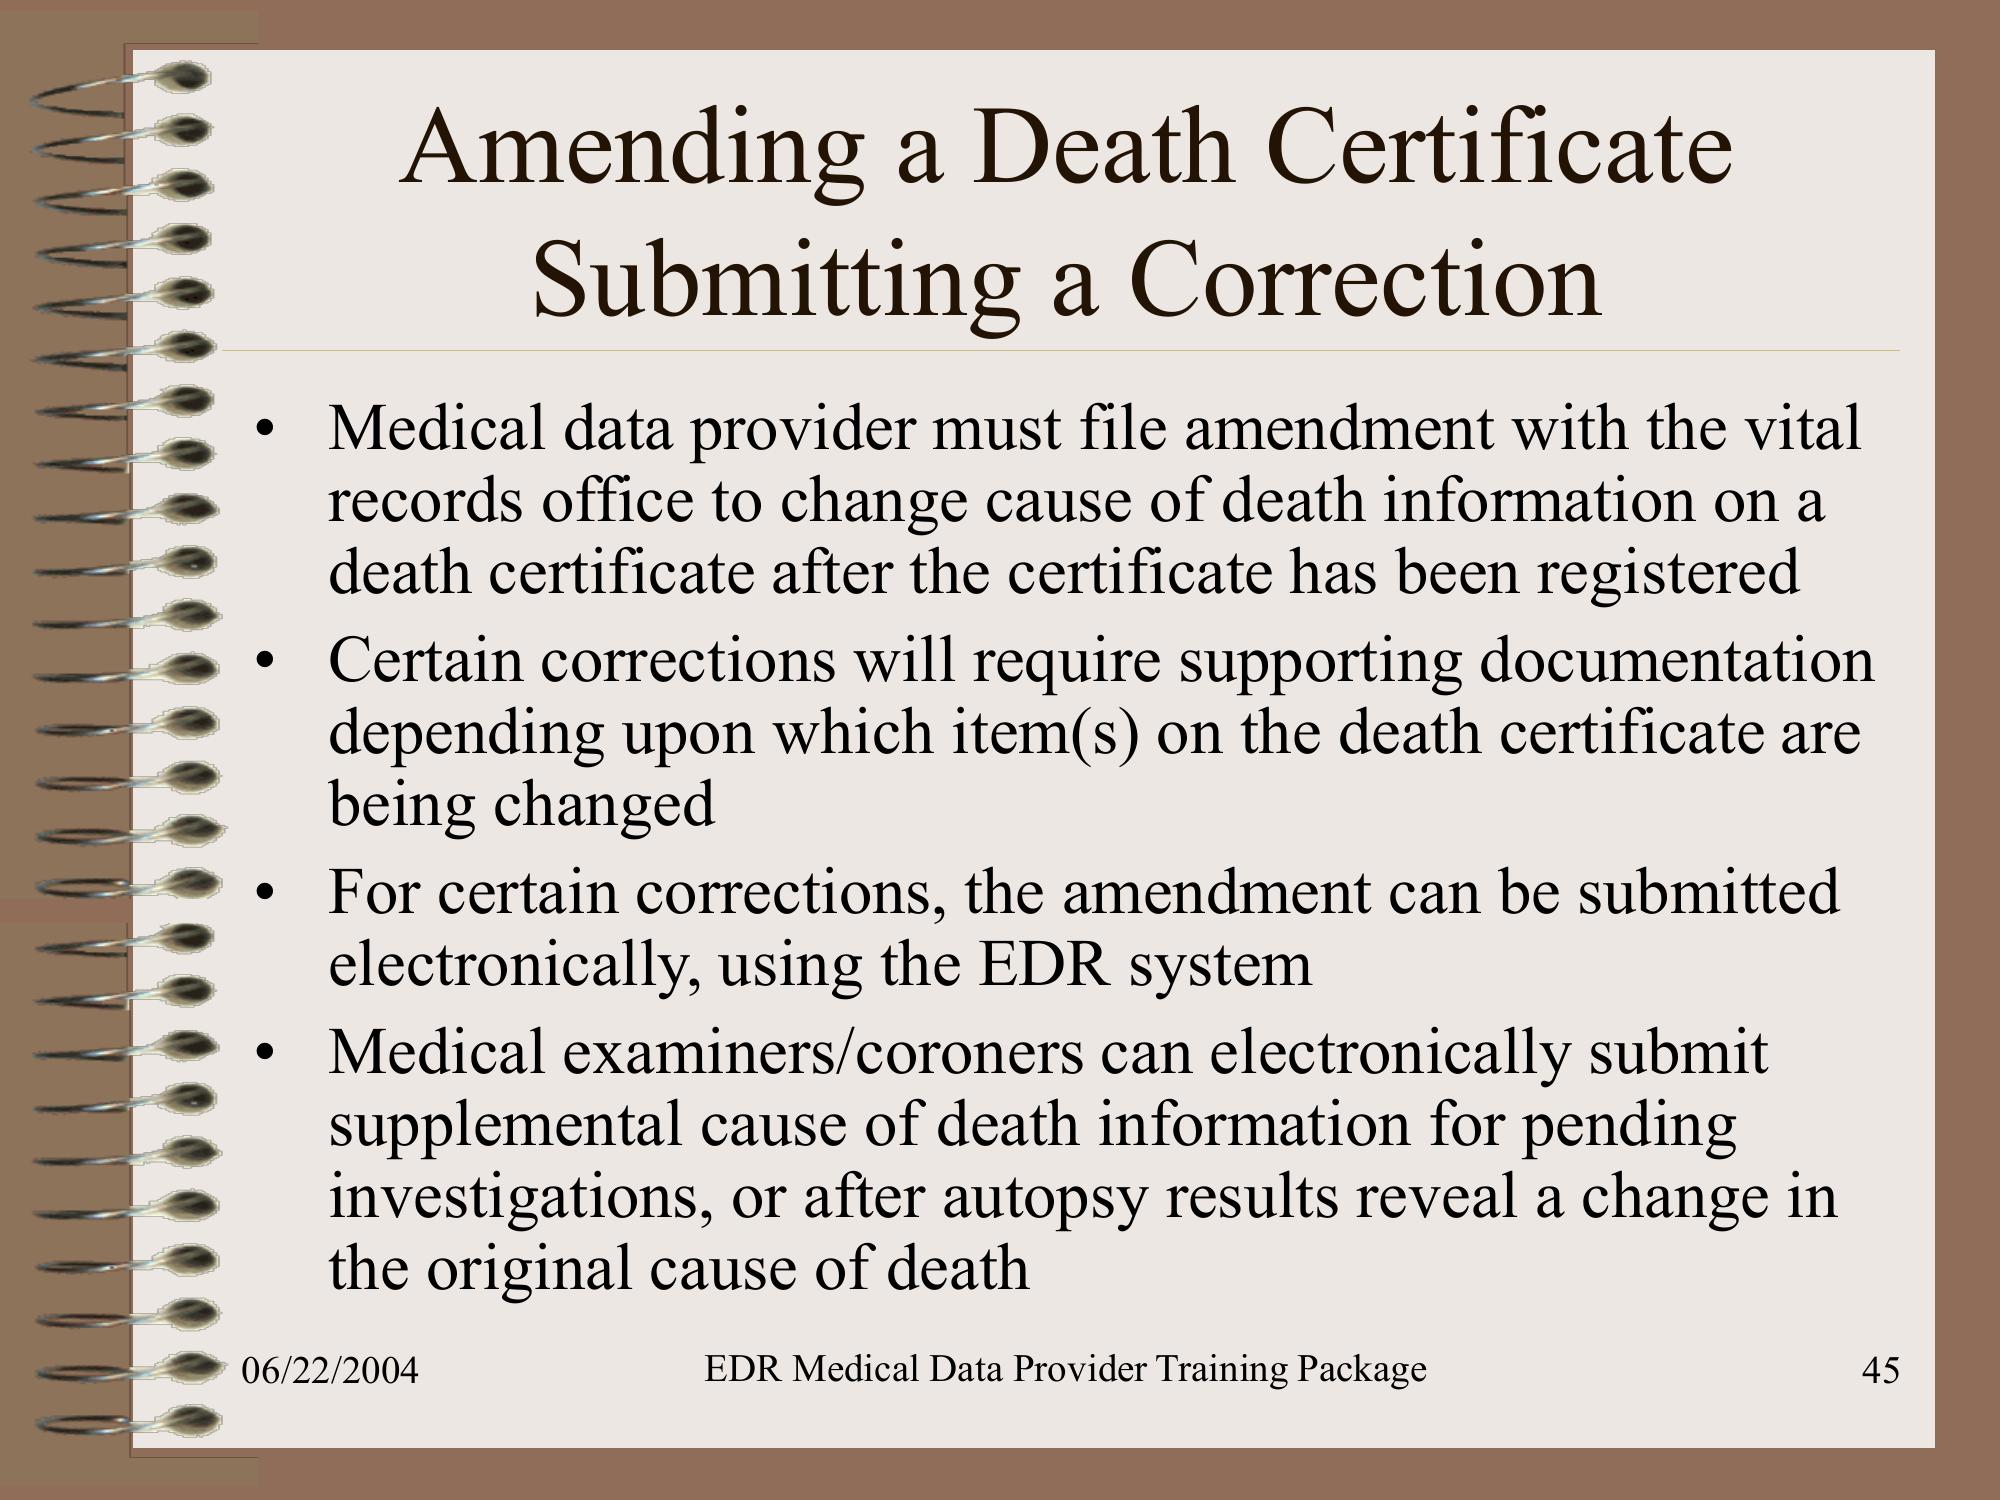 Amending a Death Certificate
Submitting a Correction
• Medical data provider must file amendment with the vital
records office to change cause of death information on a
death certificate after the certificate has been registered
• Certain corrections will require supporting documentation
depending upon which item(s) on the death certificate are
being changed
• For certain corrections, the amendment can be submitted
electronically, using the EDR system
• Medical examiners/coroners can electronically submit
supplemental cause of death information for pending
investigations, or after autopsy results reveal a change in
the original cause of death
06/22/2004 EDR Medical Data Provider Training Package 45